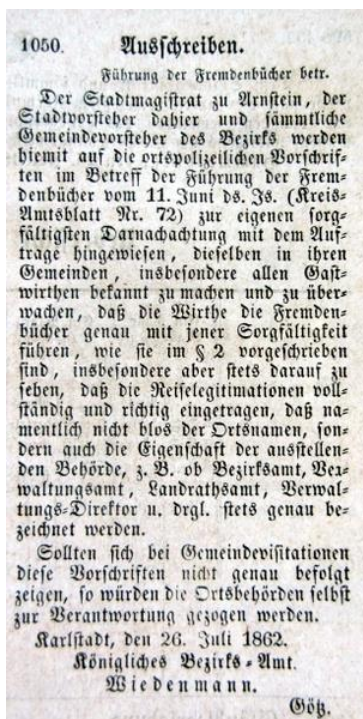 1050. Ausschreiben.
Führung der Fremdenbücher betr.
Der Stadtmagistrat zu Arnstein, der
Stadtvorsteher dahier und sämmtliche
Gemeindevorsteher des Bezirks werden
hiemit auf die ortspolizeilichen Vorschrif-
ten im Betreff der Führung der Frem-
denbücher vom 11. Juni ds. Js. (Kreis-
Amtsblatt Nr. 72) zur eigenen sorg-
fältigsten Darnachachtung mit dem Auf-
trage hingewiesen, dieselben in ihren
Gemeinden, insbesondere allen Gast-
wirthen bekannt zu machen und zu über-
wachen, daß die Wirthe die Fremden-
bücher genau mit jener Sorgfältigkeit
führen, wie sie im § 2 vorgeschrieben
sind, insbesondere aber stets darauf zu
sehen, daß die Reiselegitimationen voll-
ständig und richtig eingetragen, daß na-
mentlich nicht blos der Ortsnamen, son-
dern auch die Eigenschaft der ausstellen-
den Behörde, z. B. ob Bezirksamt, Ver-
waltungsamt, Landrathsamt, Verwal-
tungs-Direktor u. drgl. stets genau be-
zeichnet werden.
Sollten sich bei Gemeindevisitationen
diese Vorschriften nicht genau befolgt
zeigen, so würden die Ortsbehörden selbst
zur Verantwortung gezogen werden.
Karlstadt, den 26. Juli 1862.
Königliches Bezirks-Amt.
Wiedenmann.
Götz.